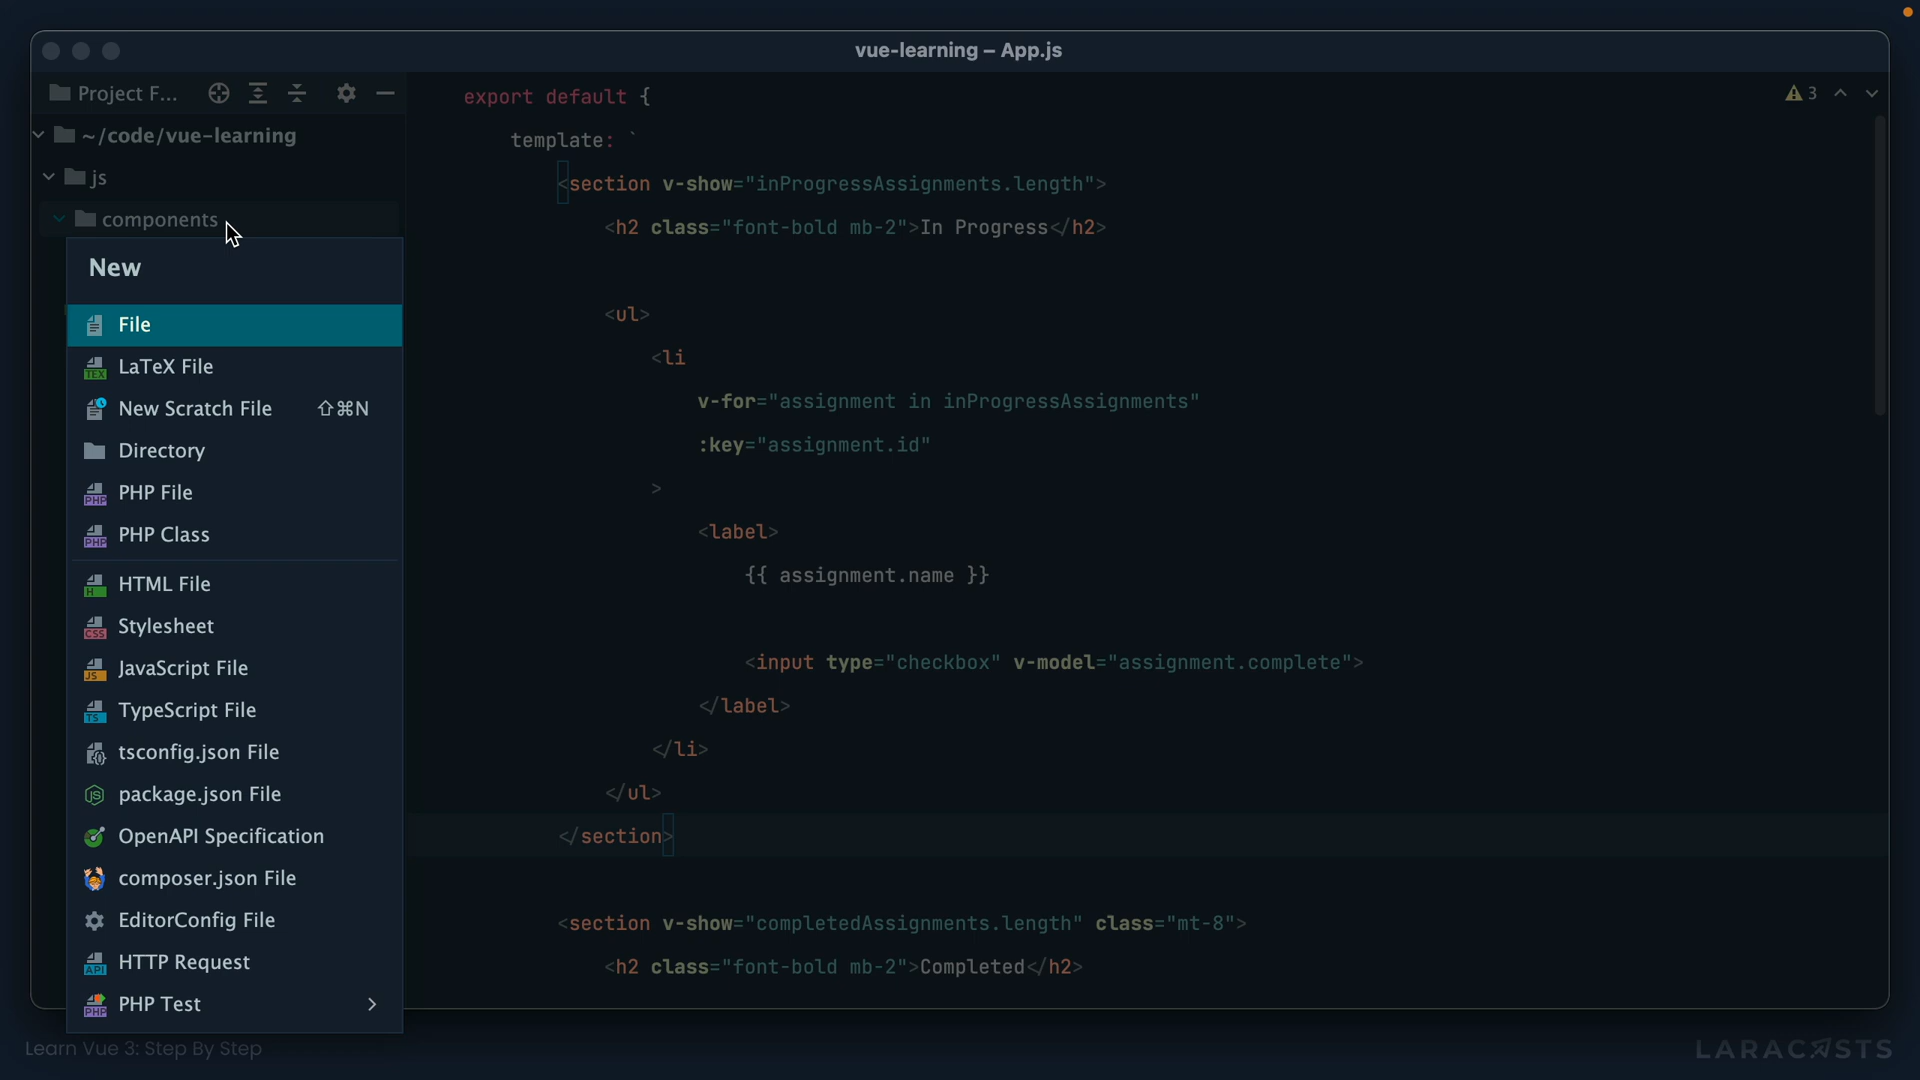 vue-learning – App.js
Project F...
~/code/vue-learning
js
components
New
File
LaTeX File
New Scratch File ⇧⌘N
Directory
PHP File
PHP Class
HTML File
Stylesheet
JavaScript File
TypeScript File
tsconfig.json File
package.json File
OpenAPI Specification
composer.json File
EditorConfig File
HTTP Request
PHP Test
export default {
template: `
<section v-show="inProgressAssignments.length">
<h2 class="font-bold mb-2">In Progress</h2>
<ul>
<li
v-for="assignment in inProgressAssignments"
:key="assignment.id"
>
<label>
{{ assignment.name }}
<input type="checkbox" v-model="assignment.complete">
</label>
</li>
</ul>
</section>
<section v-show="completedAssignments.length" class="mt-8">
<h2 class="font-bold mb-2">Completed</h2>
3
Learn Vue 3: Step By Step
LARACASTS